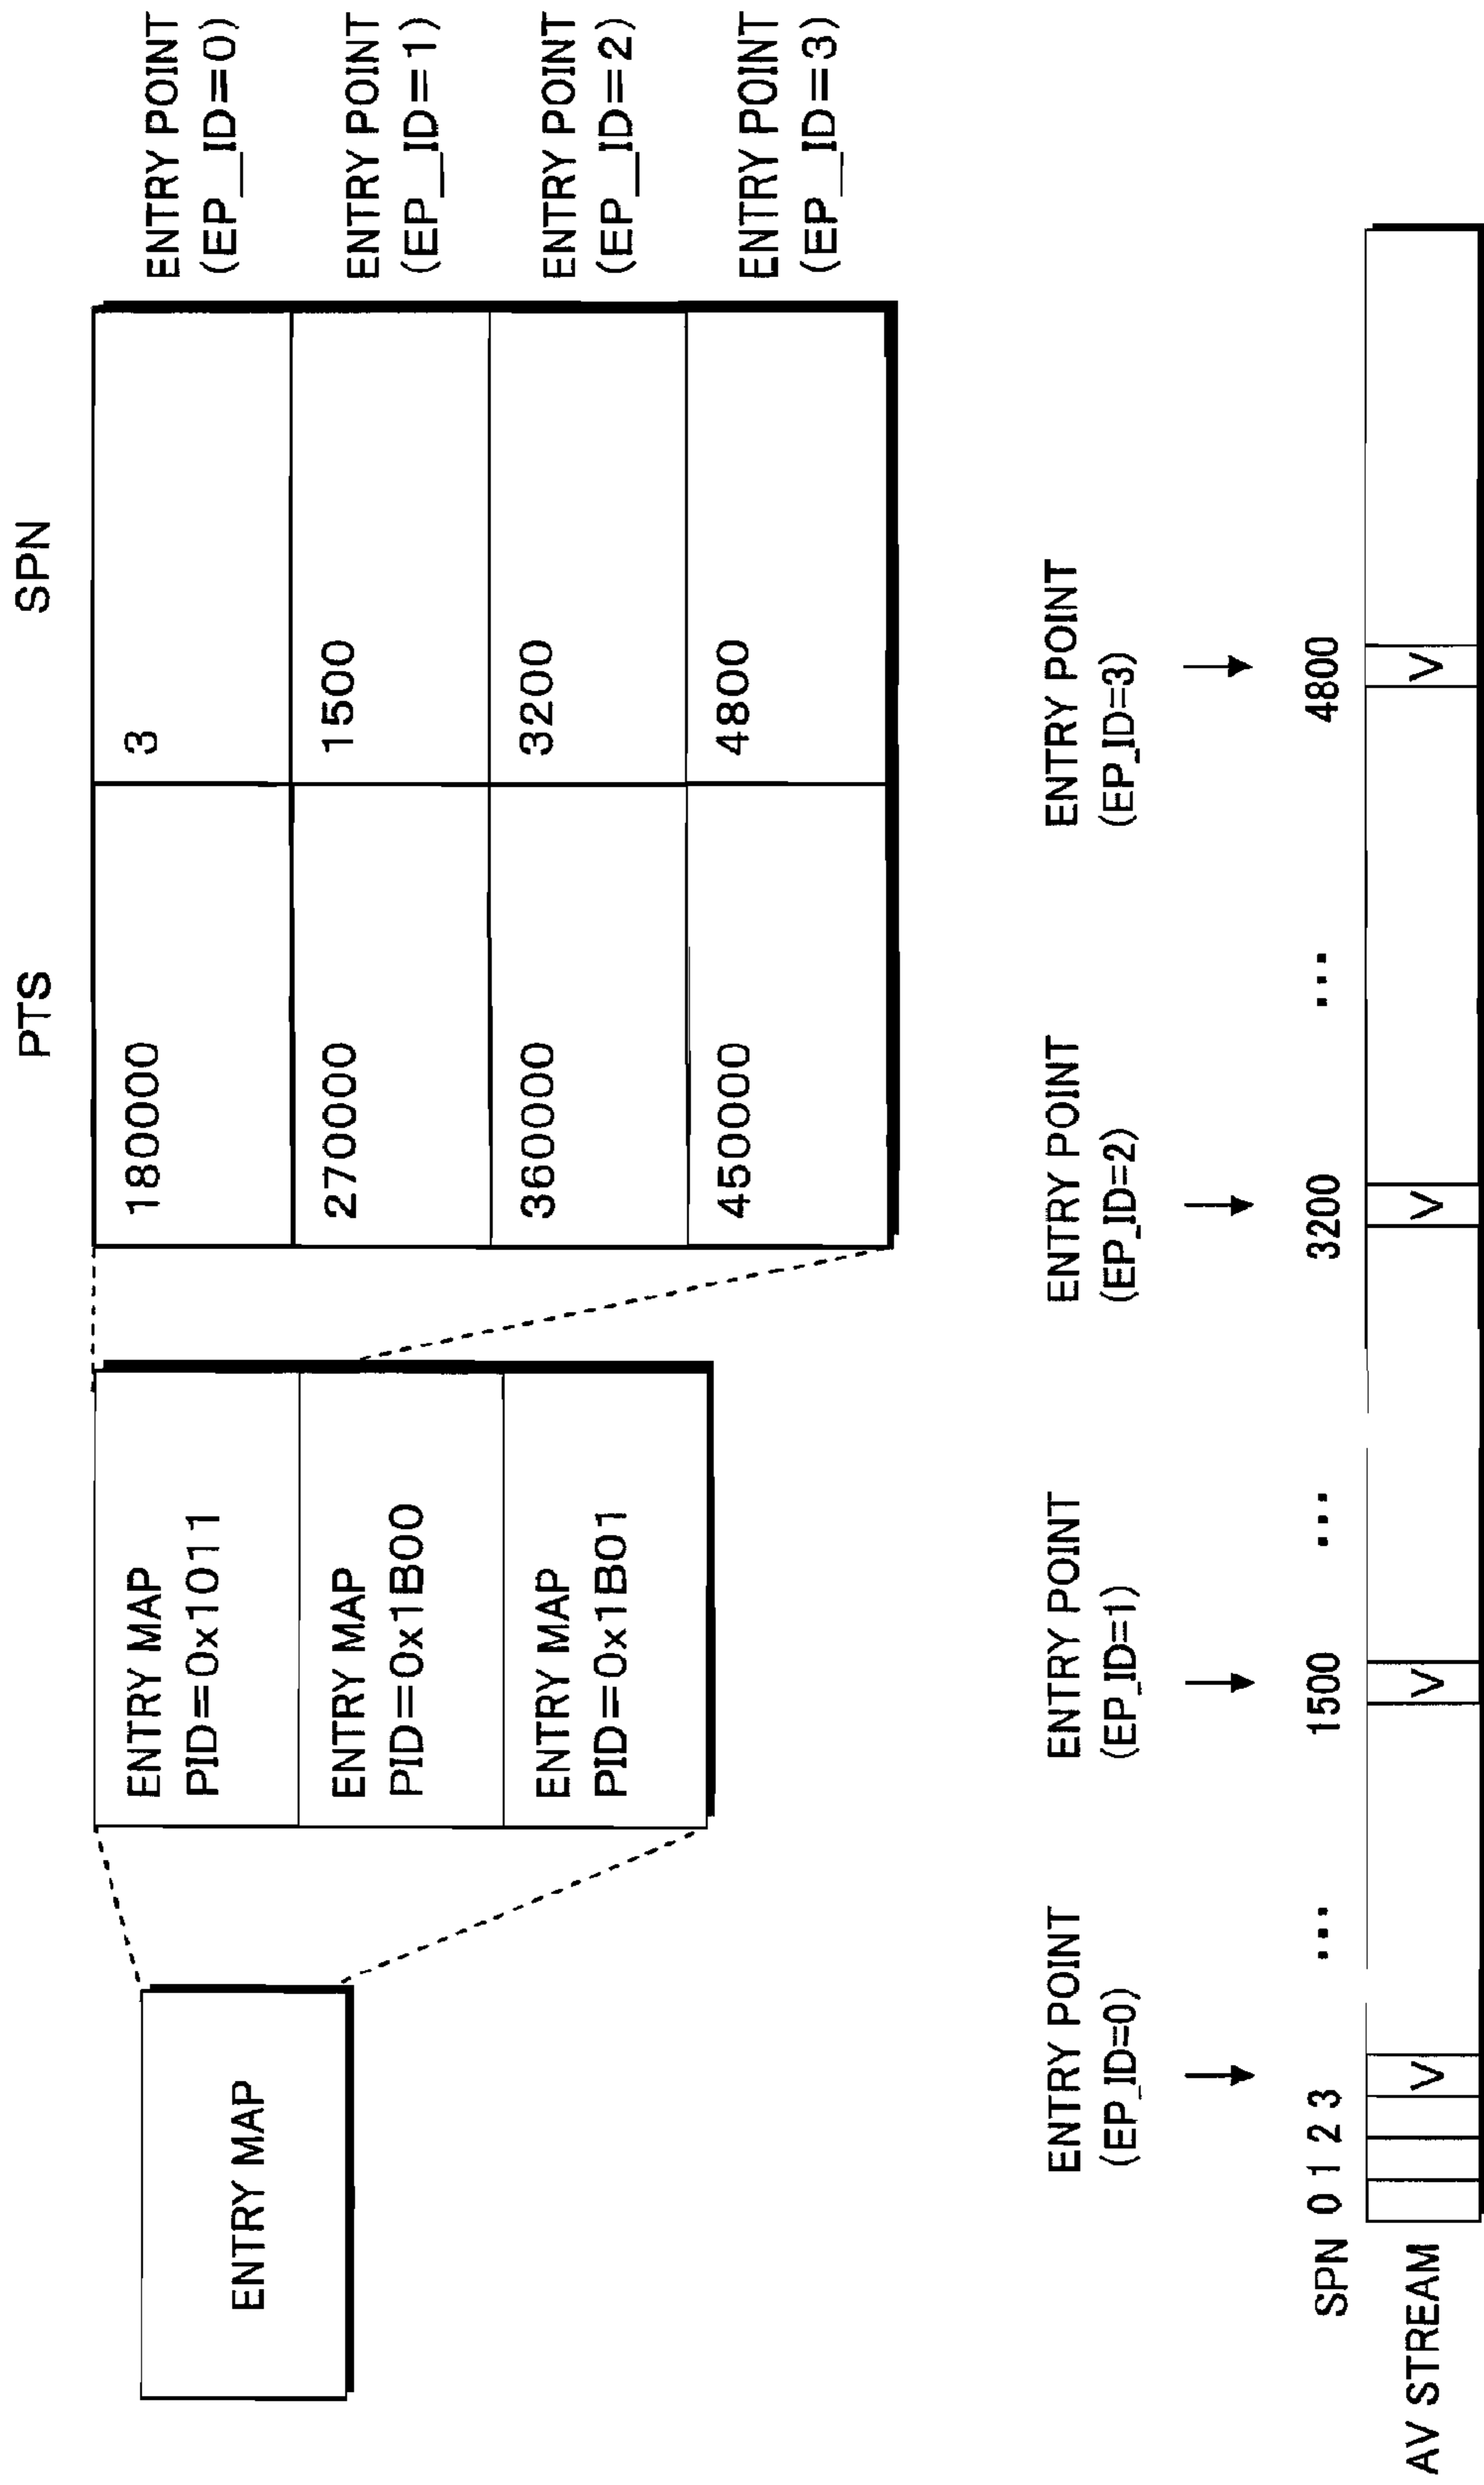 PTS
SPN
ENTRY MAP
ENTRY MAP
PID=0x1011
ENTRY MAP
PID=0x1B00
ENTRY MAP
PID=0x1B01
180000
3
ENTRY POINT
(EP_ID=0)
270000
1500
ENTRY POINT
(EP_ID=1)
360000
3200
ENTRY POINT
(EP_ID=2)
450000
4800
ENTRY POINT
(EP_ID=3)
ENTRY POINT
(EP_ID=0)
ENTRY POINT
(EP_ID=1)
ENTRY POINT
(EP_ID=2)
ENTRY POINT
(EP_ID=3)
SPN 0 1 2 3 ... 1500 ... 3200 ... 4800
AV STREAM
V
V
V
V